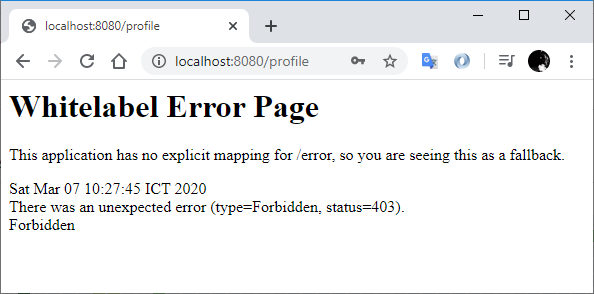 localhost:8080/profile
localhost:8080/profile
Whitelabel Error Page
This application has no explicit mapping for /error, so you are seeing this as a fallback.
Sat Mar 07 10:27:45 ICT 2020
There was an unexpected error (type=Forbidden, status=403).
Forbidden